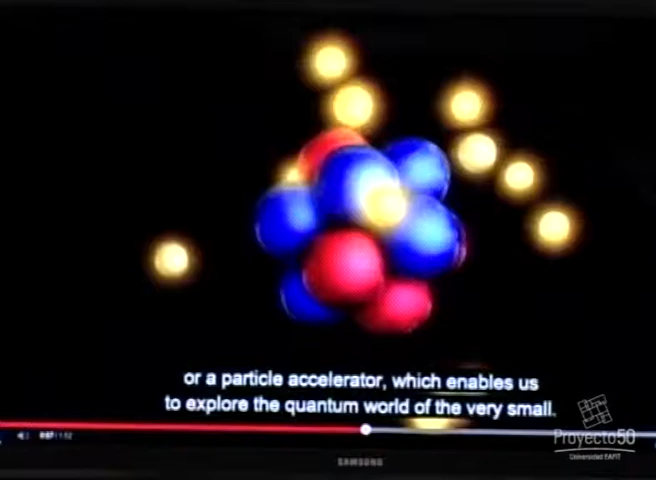 or a particle accelerator, which enables us
to explore the quantum world of the very small.
Proyecto50
Universidad EAFIT
SAMSUNG